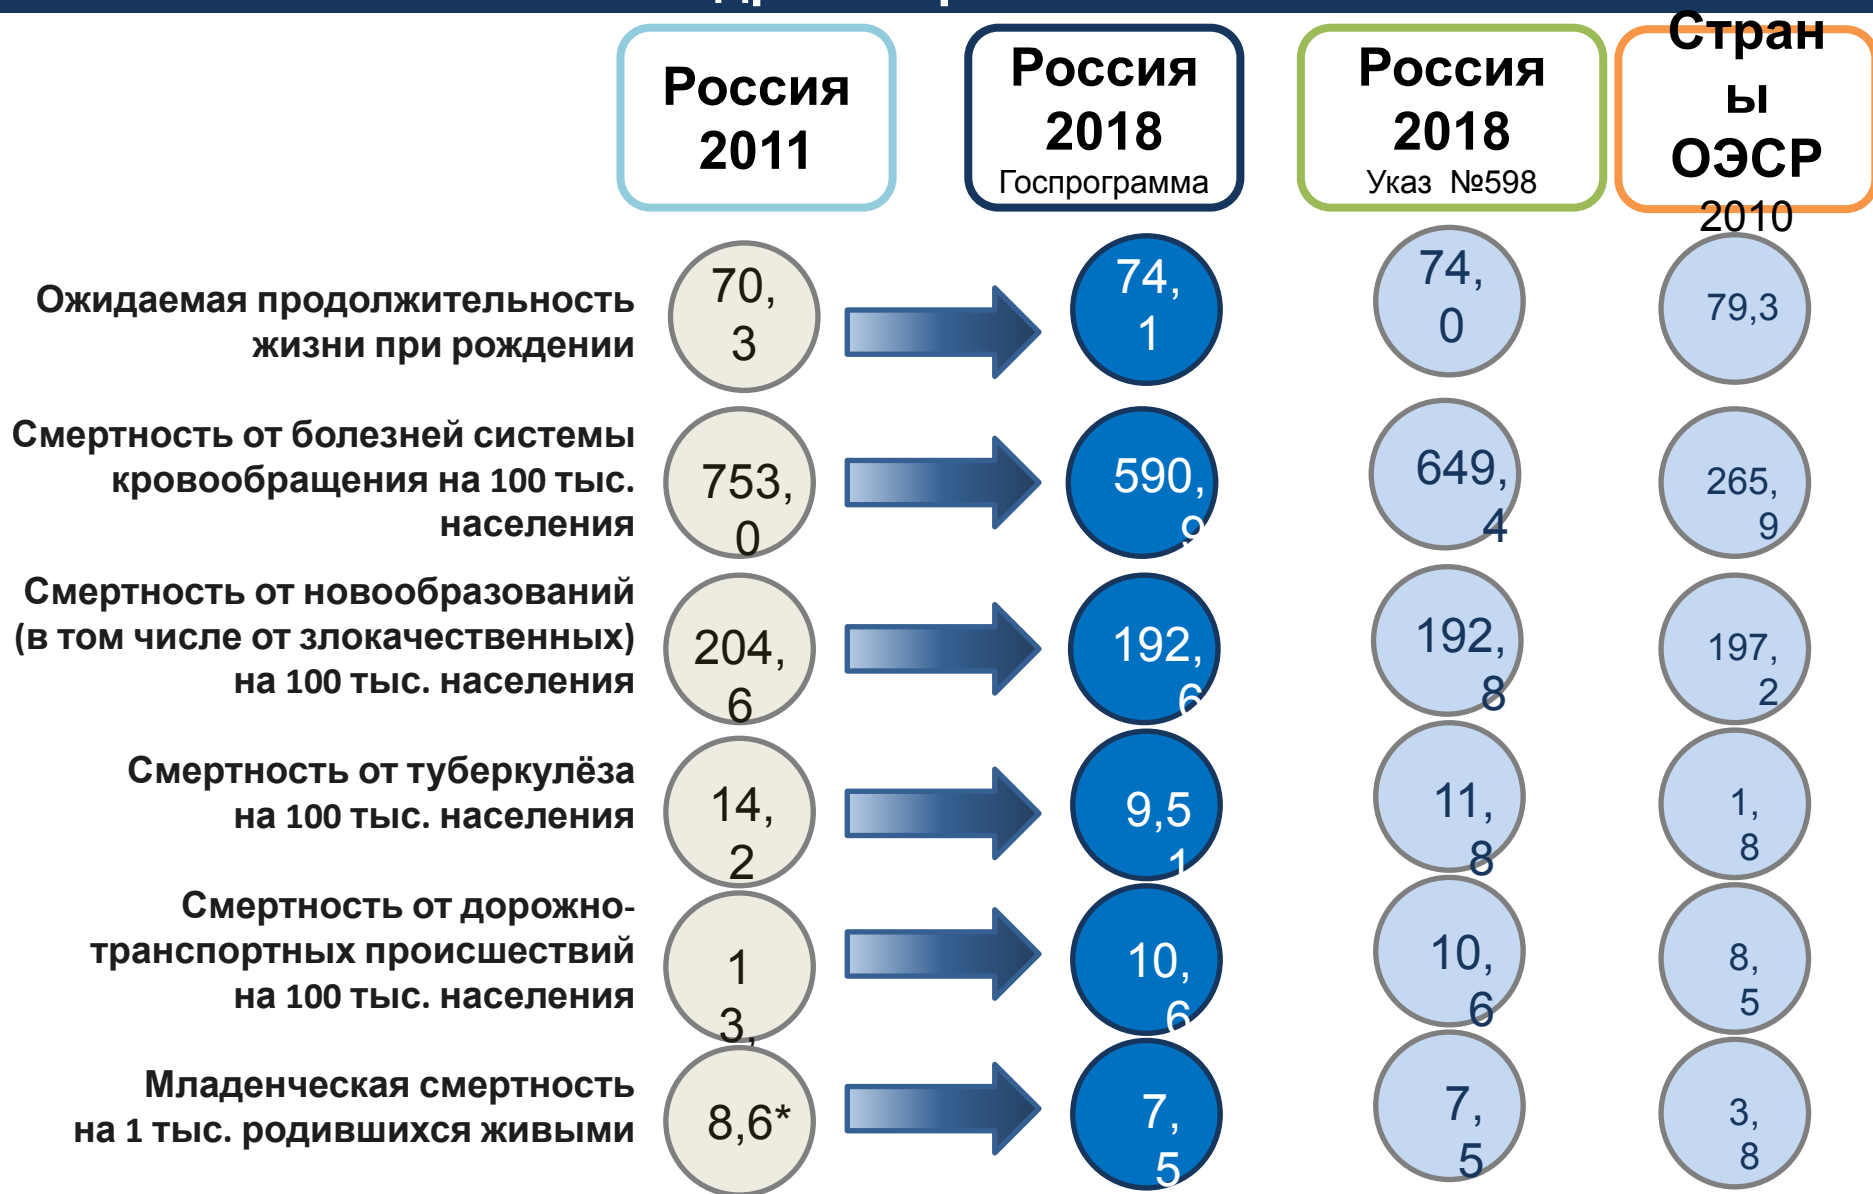 Россия
2011
Россия
2018
Госпрограмма
Россия
2018
Указ №598
Стран
ы
ОЭСР
2010
Ожидаемая продолжительность
жизни при рождении
70,
3
74,
1
74,
0
79,3
Смертность от болезней системы
кровообращения на 100 тыс.
населения
753,
0
590,
9
649,
4
265,
9
Смертность от новообразований
(в том числе от злокачественных)
на 100 тыс. населения
204,
6
192,
6
192,
8
197,
2
Смертность от туберкулёза
на 100 тыс. населения
14,
2
9,5
1
11,
8
1,
8
Смертность от дорожно-
транспортных происшествий
на 100 тыс. населения
1
3,
10,
6
10,
6
8,
5
Младенческая смертность
на 1 тыс. родившихся живыми
8,6*
7,
5
7,
5
3,
8